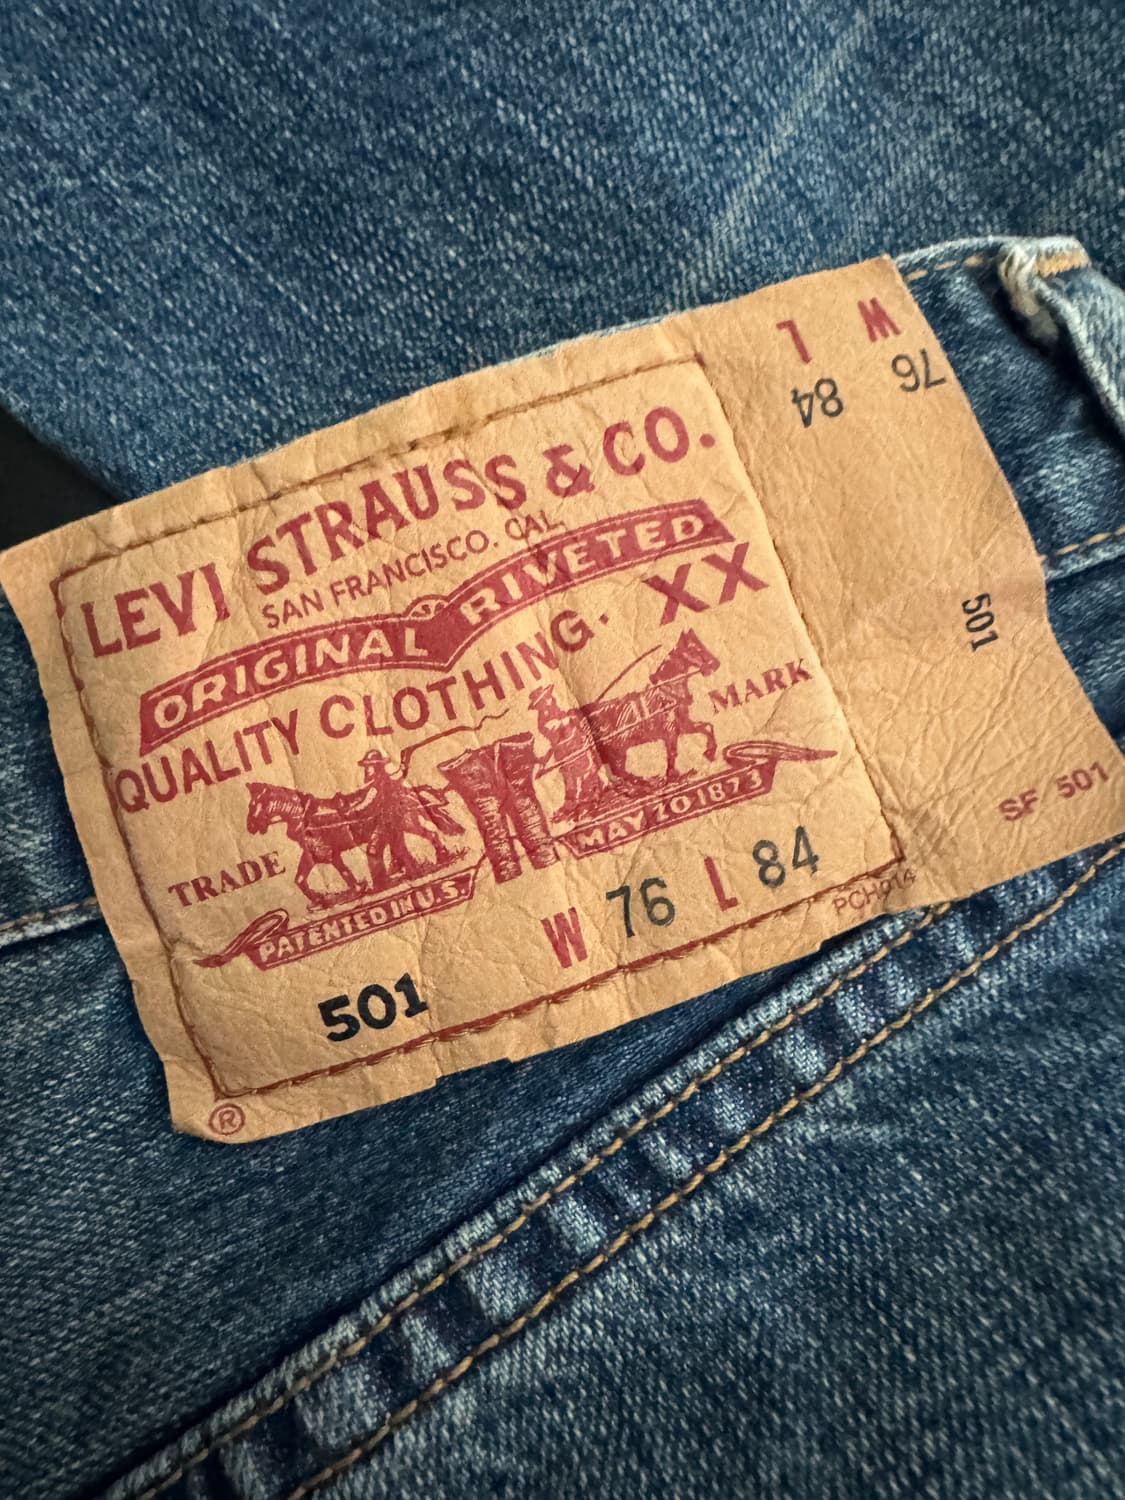 LEVI STRAUSS & CO.
SAN FRANCISCO. CAL.
ORIGINAL RIVETED
QUALITY CLOTHING. XX
TRADE MARK
PATENTED IN U.S. MAY 20 1873
501 W 76 L 84
®
W L
76 84
501
SF 501
PCH014